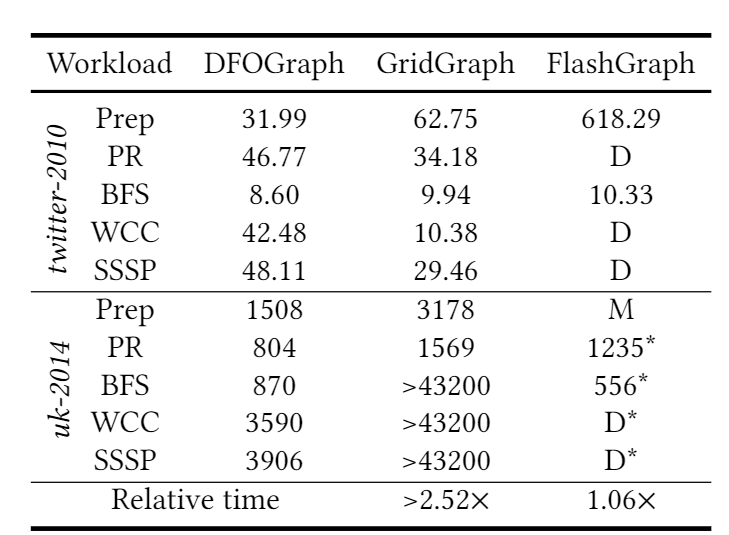 Workload DFOGraph GridGraph FlashGraph
twitter-2010
Prep 31.99 62.75 618.29
PR 46.77 34.18 D
BFS 8.60 9.94 10.33
WCC 42.48 10.38 D
SSSP 48.11 29.46 D
uk-2014
Prep 1508 3178 M
PR 804 1569 1235*
BFS 870 >43200 556*
WCC 3590 >43200 D*
SSSP 3906 >43200 D*
Relative time >2.52× 1.06×